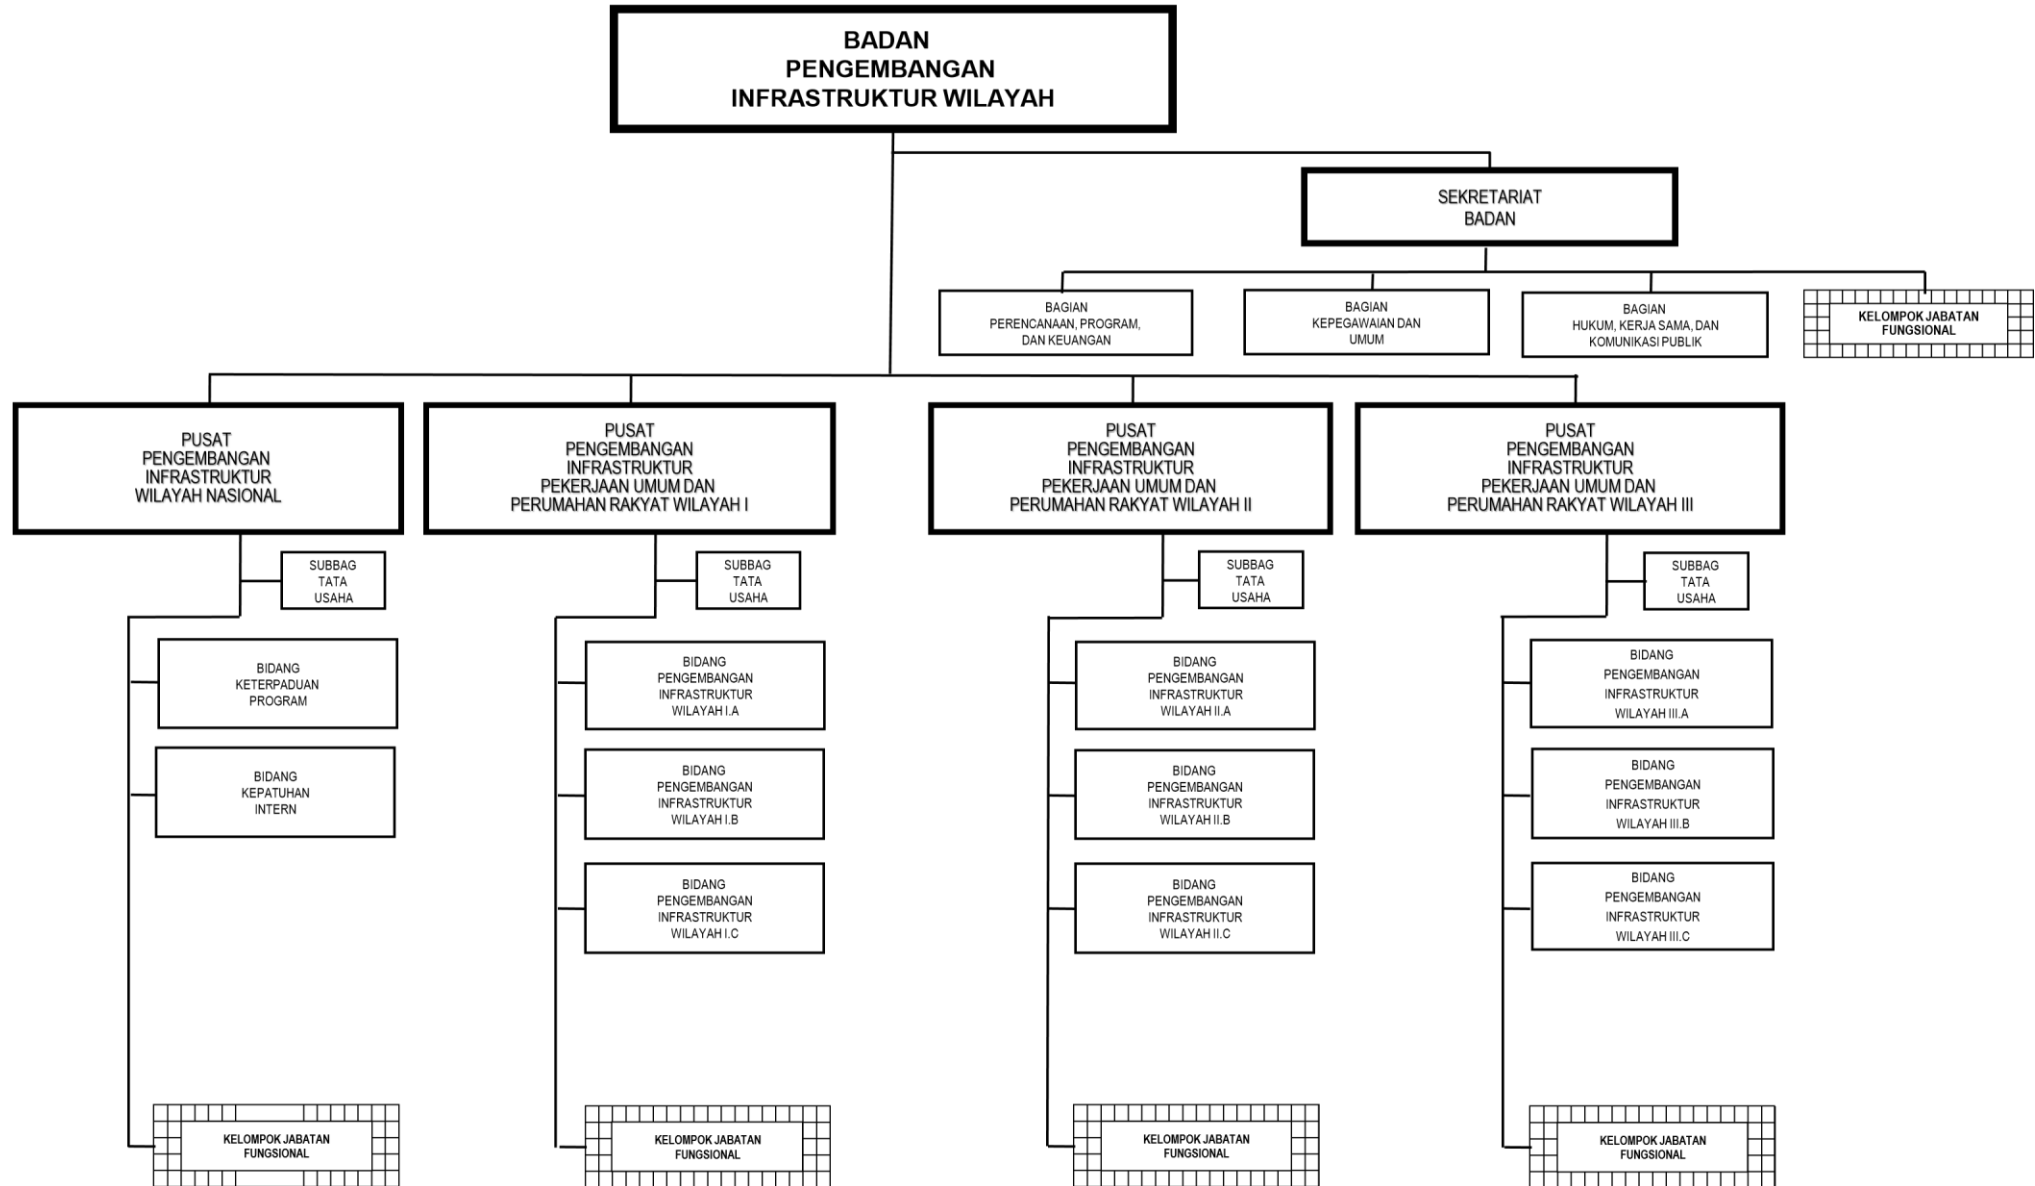 BADAN
PENGEMBANGAN
INFRASTRUKTUR WILAYAH
SEKRETARIAT
BADAN
BAGIAN
PERENCANAAN, PROGRAM,
DAN KEUANGAN
BAGIAN
KEPEGAWAIAN DAN
UMUM
BAGIAN
HUKUM, KERJA SAMA, DAN
KOMUNIKASI PUBLIK
KELOMPOK JABATAN
FUNGSIONAL
PUSAT
PENGEMBANGAN
INFRASTRUKTUR
WILAYAH NASIONAL
PUSAT
PENGEMBANGAN
INFRASTRUKTUR
PEKERJAAN UMUM DAN
PERUMAHAN RAKYAT WILAYAH I
PUSAT
PENGEMBANGAN
INFRASTRUKTUR
PEKERJAAN UMUM DAN
PERUMAHAN RAKYAT WILAYAH II
PUSAT
PENGEMBANGAN
INFRASTRUKTUR
PEKERJAAN UMUM DAN
PERUMAHAN RAKYAT WILAYAH III
SUBBAG
TATA
USAHA
SUBBAG
TATA
USAHA
SUBBAG
TATA
USAHA
SUBBAG
TATA
USAHA
BIDANG
KETERPADUAN
PROGRAM
BIDANG
PENGEMBANGAN
INFRASTRUKTUR
WILAYAH I.A
BIDANG
PENGEMBANGAN
INFRASTRUKTUR
WILAYAH II.A
BIDANG
PENGEMBANGAN
INFRASTRUKTUR
WILAYAH III.A
BIDANG
KEPATUHAN
INTERN
BIDANG
PENGEMBANGAN
INFRASTRUKTUR
WILAYAH I.B
BIDANG
PENGEMBANGAN
INFRASTRUKTUR
WILAYAH II.B
BIDANG
PENGEMBANGAN
INFRASTRUKTUR
WILAYAH III.B
BIDANG
PENGEMBANGAN
INFRASTRUKTUR
WILAYAH I.C
BIDANG
PENGEMBANGAN
INFRASTRUKTUR
WILAYAH II.C
BIDANG
PENGEMBANGAN
INFRASTRUKTUR
WILAYAH III.C
KELOMPOK JABATAN
FUNGSIONAL
KELOMPOK JABATAN
FUNGSIONAL
KELOMPOK JABATAN
FUNGSIONAL
KELOMPOK JABATAN
FUNGSIONAL